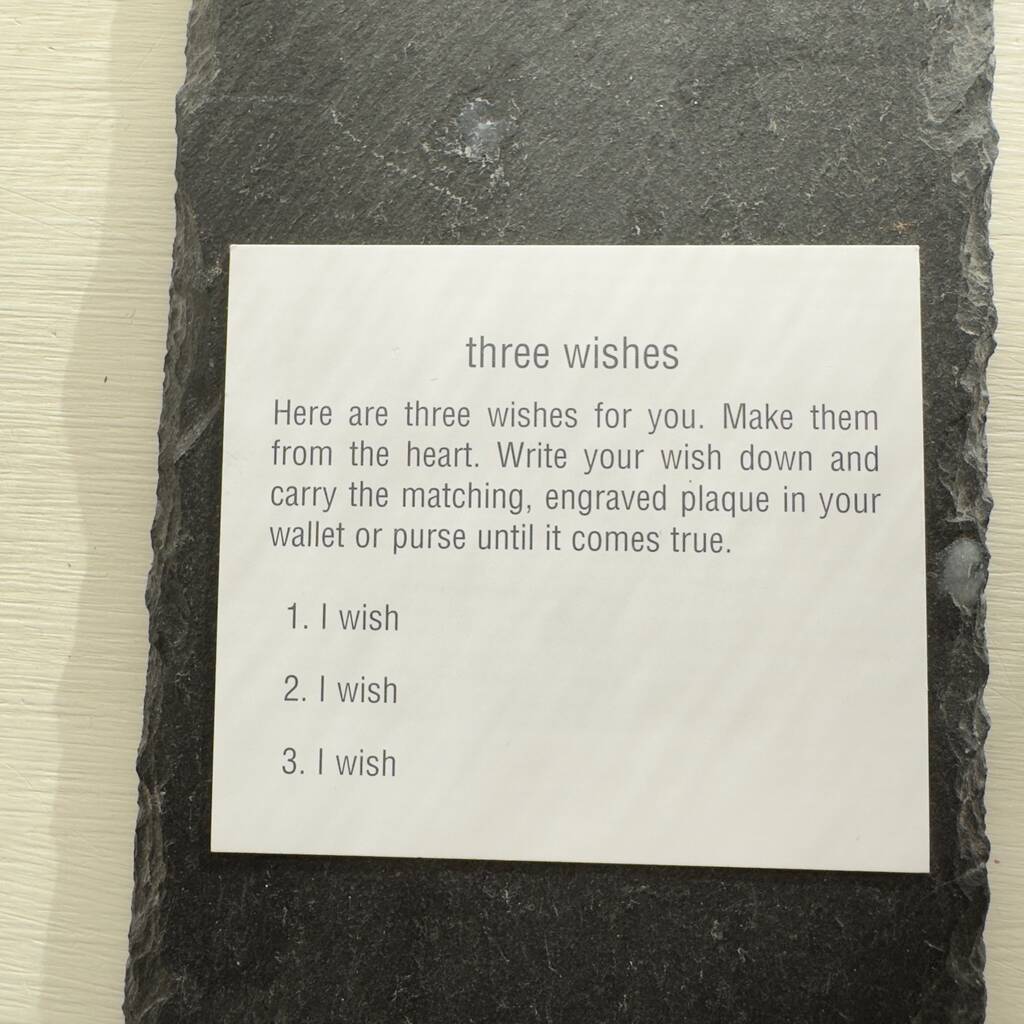 three wishes
Here are three wishes for you. Make them
from the heart. Write your wish down and
carry the matching, engraved plaque in your
wallet or purse until it comes true.
1. I wish
2. I wish
3. I wish